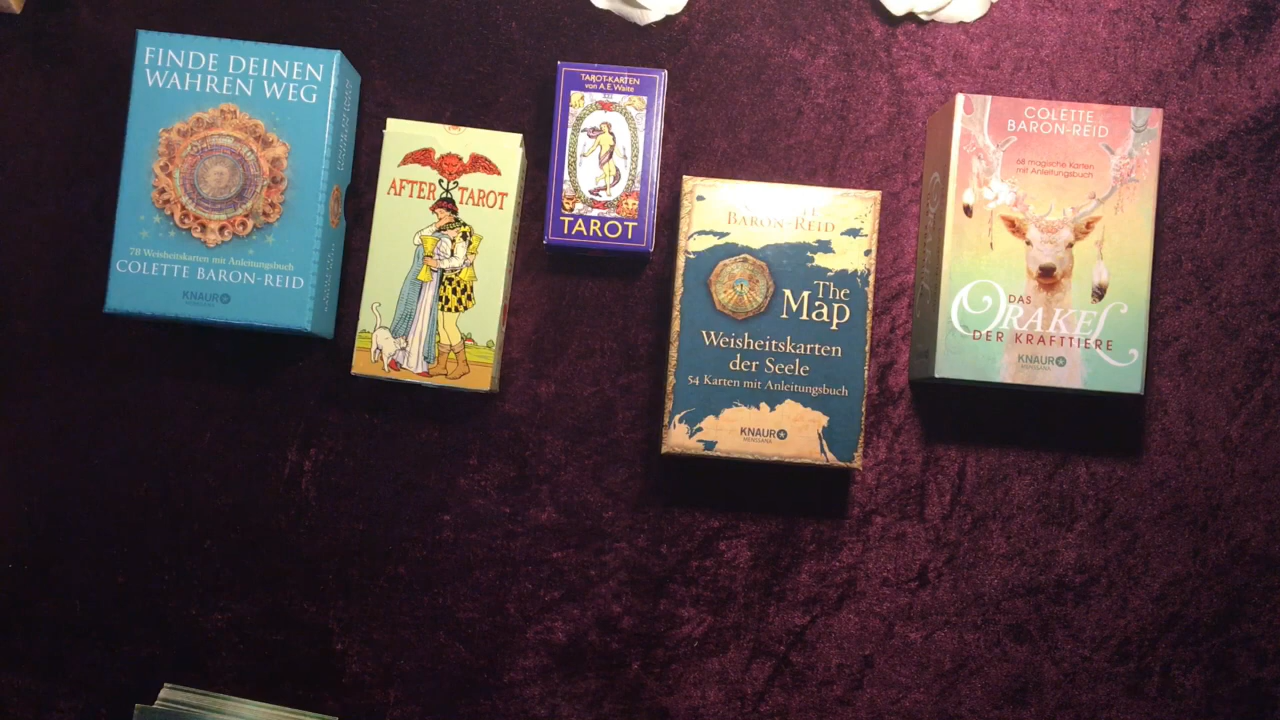 FINDE DEINEN
WAHREN WEG
78 Weisheitskarten mit Anleitungsbuch
COLETTE BARON-REID
KNAUR
MENSSANA
AFTER TAROT
TAROT-KARTEN
von A.E. Waite
XXI
TAROT
BARON-REID
The
Map
Weisheitskarten
der Seele
54 Karten mit Anleitungsbuch
KNAUR
MENSSANA
COLETTE
BARON-REID
68 magische Karten
mit Anleitungsbuch
DAS
ORAKEL
DER KRAFTTIERE
KNAUR
MENSSANA